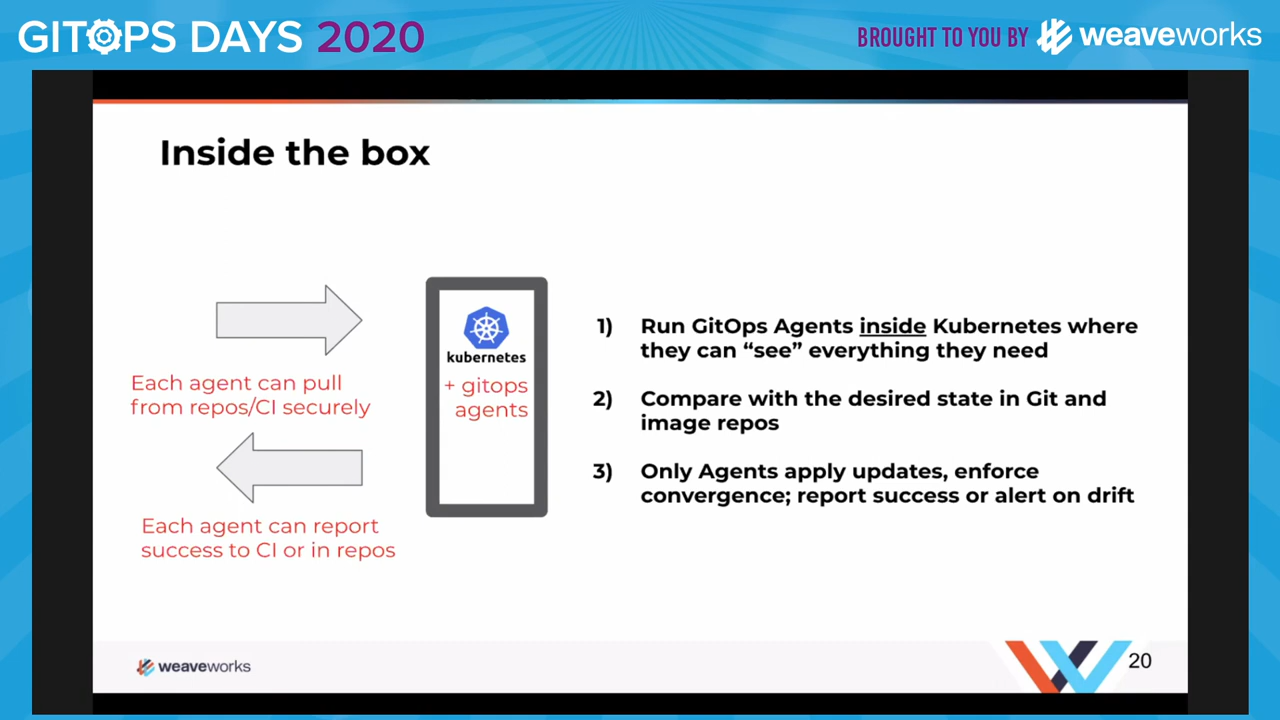 GITOPS DAYS 2020
BROUGHT TO YOU BY weaveworks
Inside the box
kubernetes
+ gitops
agents
Each agent can pull
from repos/CI securely
Each agent can report
success to CI or in repos
1) Run GitOps Agents inside Kubernetes where
they can “see” everything they need
2) Compare with the desired state in Git and
image repos
3) Only Agents apply updates, enforce
convergence; report success or alert on drift
weaveworks
20